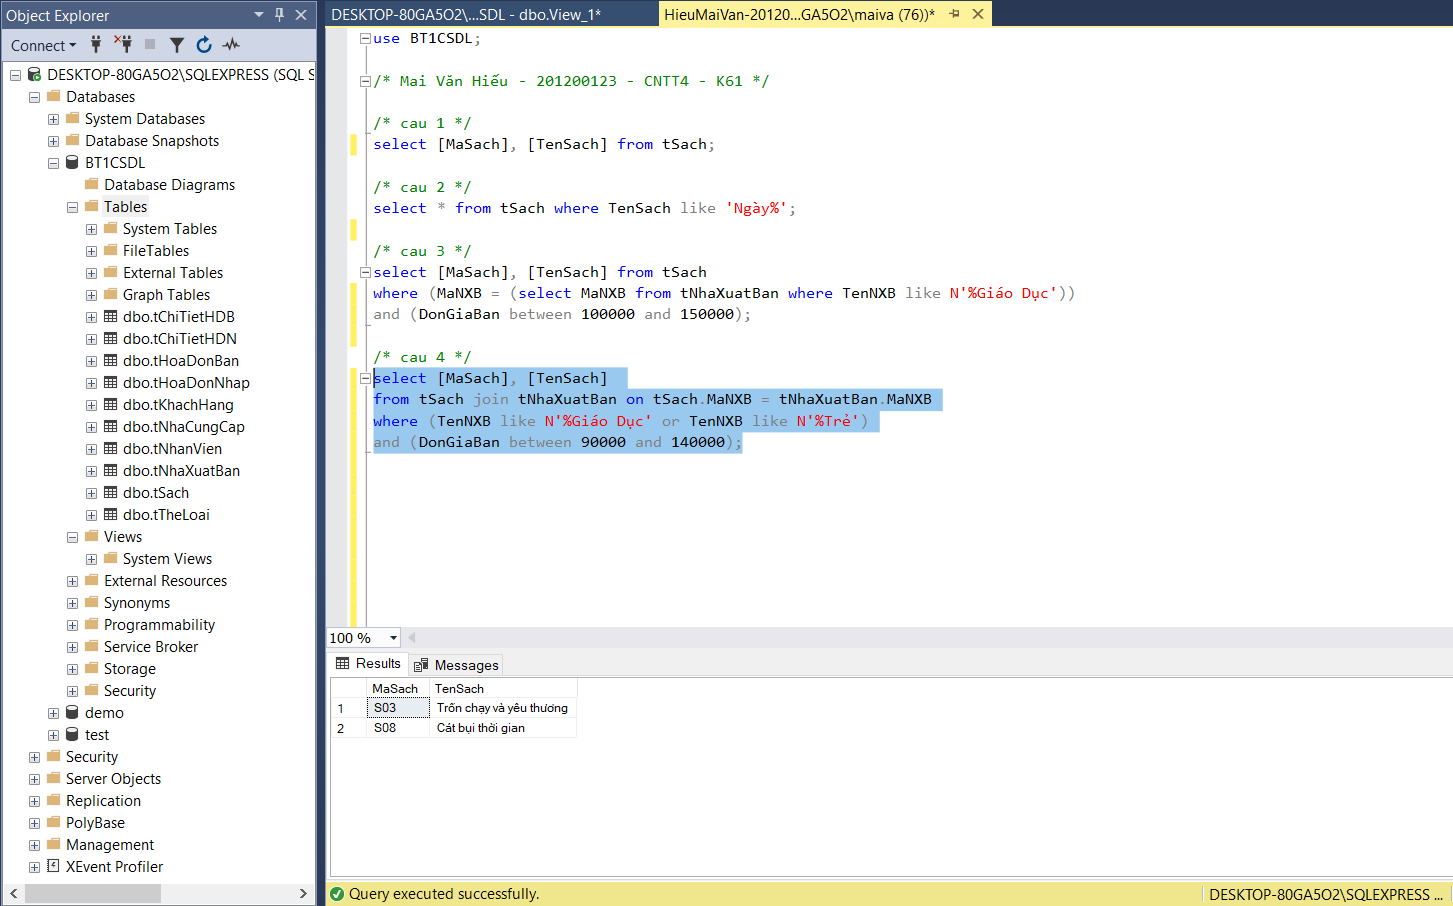 Object Explorer
Connect
DESKTOP-80GA5O2\SQLEXPRESS (SQL S
Databases
System Databases
Database Snapshots
BT1CSDL
Database Diagrams
Tables
System Tables
FileTables
External Tables
Graph Tables
dbo.tChiTietHDB
dbo.tChiTietHDN
dbo.tHoaDonBan
dbo.tHoaDonNhap
dbo.tKhachHang
dbo.tNhaCungCap
dbo.tNhanVien
dbo.tNhaXuatBan
dbo.tSach
dbo.tTheLoai
Views
System Views
External Resources
Synonyms
Programmability
Service Broker
Storage
Security
demo
test
Security
Server Objects
Replication
PolyBase
Management
XEvent Profiler
DESKTOP-80GA5O2\...SDL - dbo.View_1*
HieuMaiVan-20120...GA5O2\maiva (76))*
use BT1CSDL;
/* Mai Văn Hiếu - 201200123 - CNTT4 - K61 */
/* cau 1 */
select [MaSach], [TenSach] from tSach;
/* cau 2 */
select * from tSach where TenSach like 'Ngày%';
/* cau 3 */
select [MaSach], [TenSach] from tSach
where (MaNXB = (select MaNXB from tNhaXuatBan where TenNXB like N'%Giáo Dục'))
and (DonGiaBan between 100000 and 150000);
/* cau 4 */
select [MaSach], [TenSach]
from tSach join tNhaXuatBan on tSach.MaNXB = tNhaXuatBan.MaNXB
where (TenNXB like N'%Giáo Dục' or TenNXB like N'%Trẻ')
and (DonGiaBan between 90000 and 140000);
100 %
Results
Messages
MaSach TenSach
1 S03 Trốn chạy và yêu thương
2 S08 Cát bụi thời gian
Query executed successfully.
DESKTOP-80GA5O2\SQLEXPRESS ...